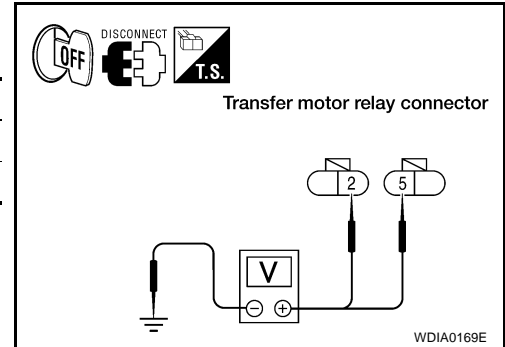 DISCONNECT
OFF
T.S.
Transfer motor relay connector
2 5
V
− +
WDIA0169E